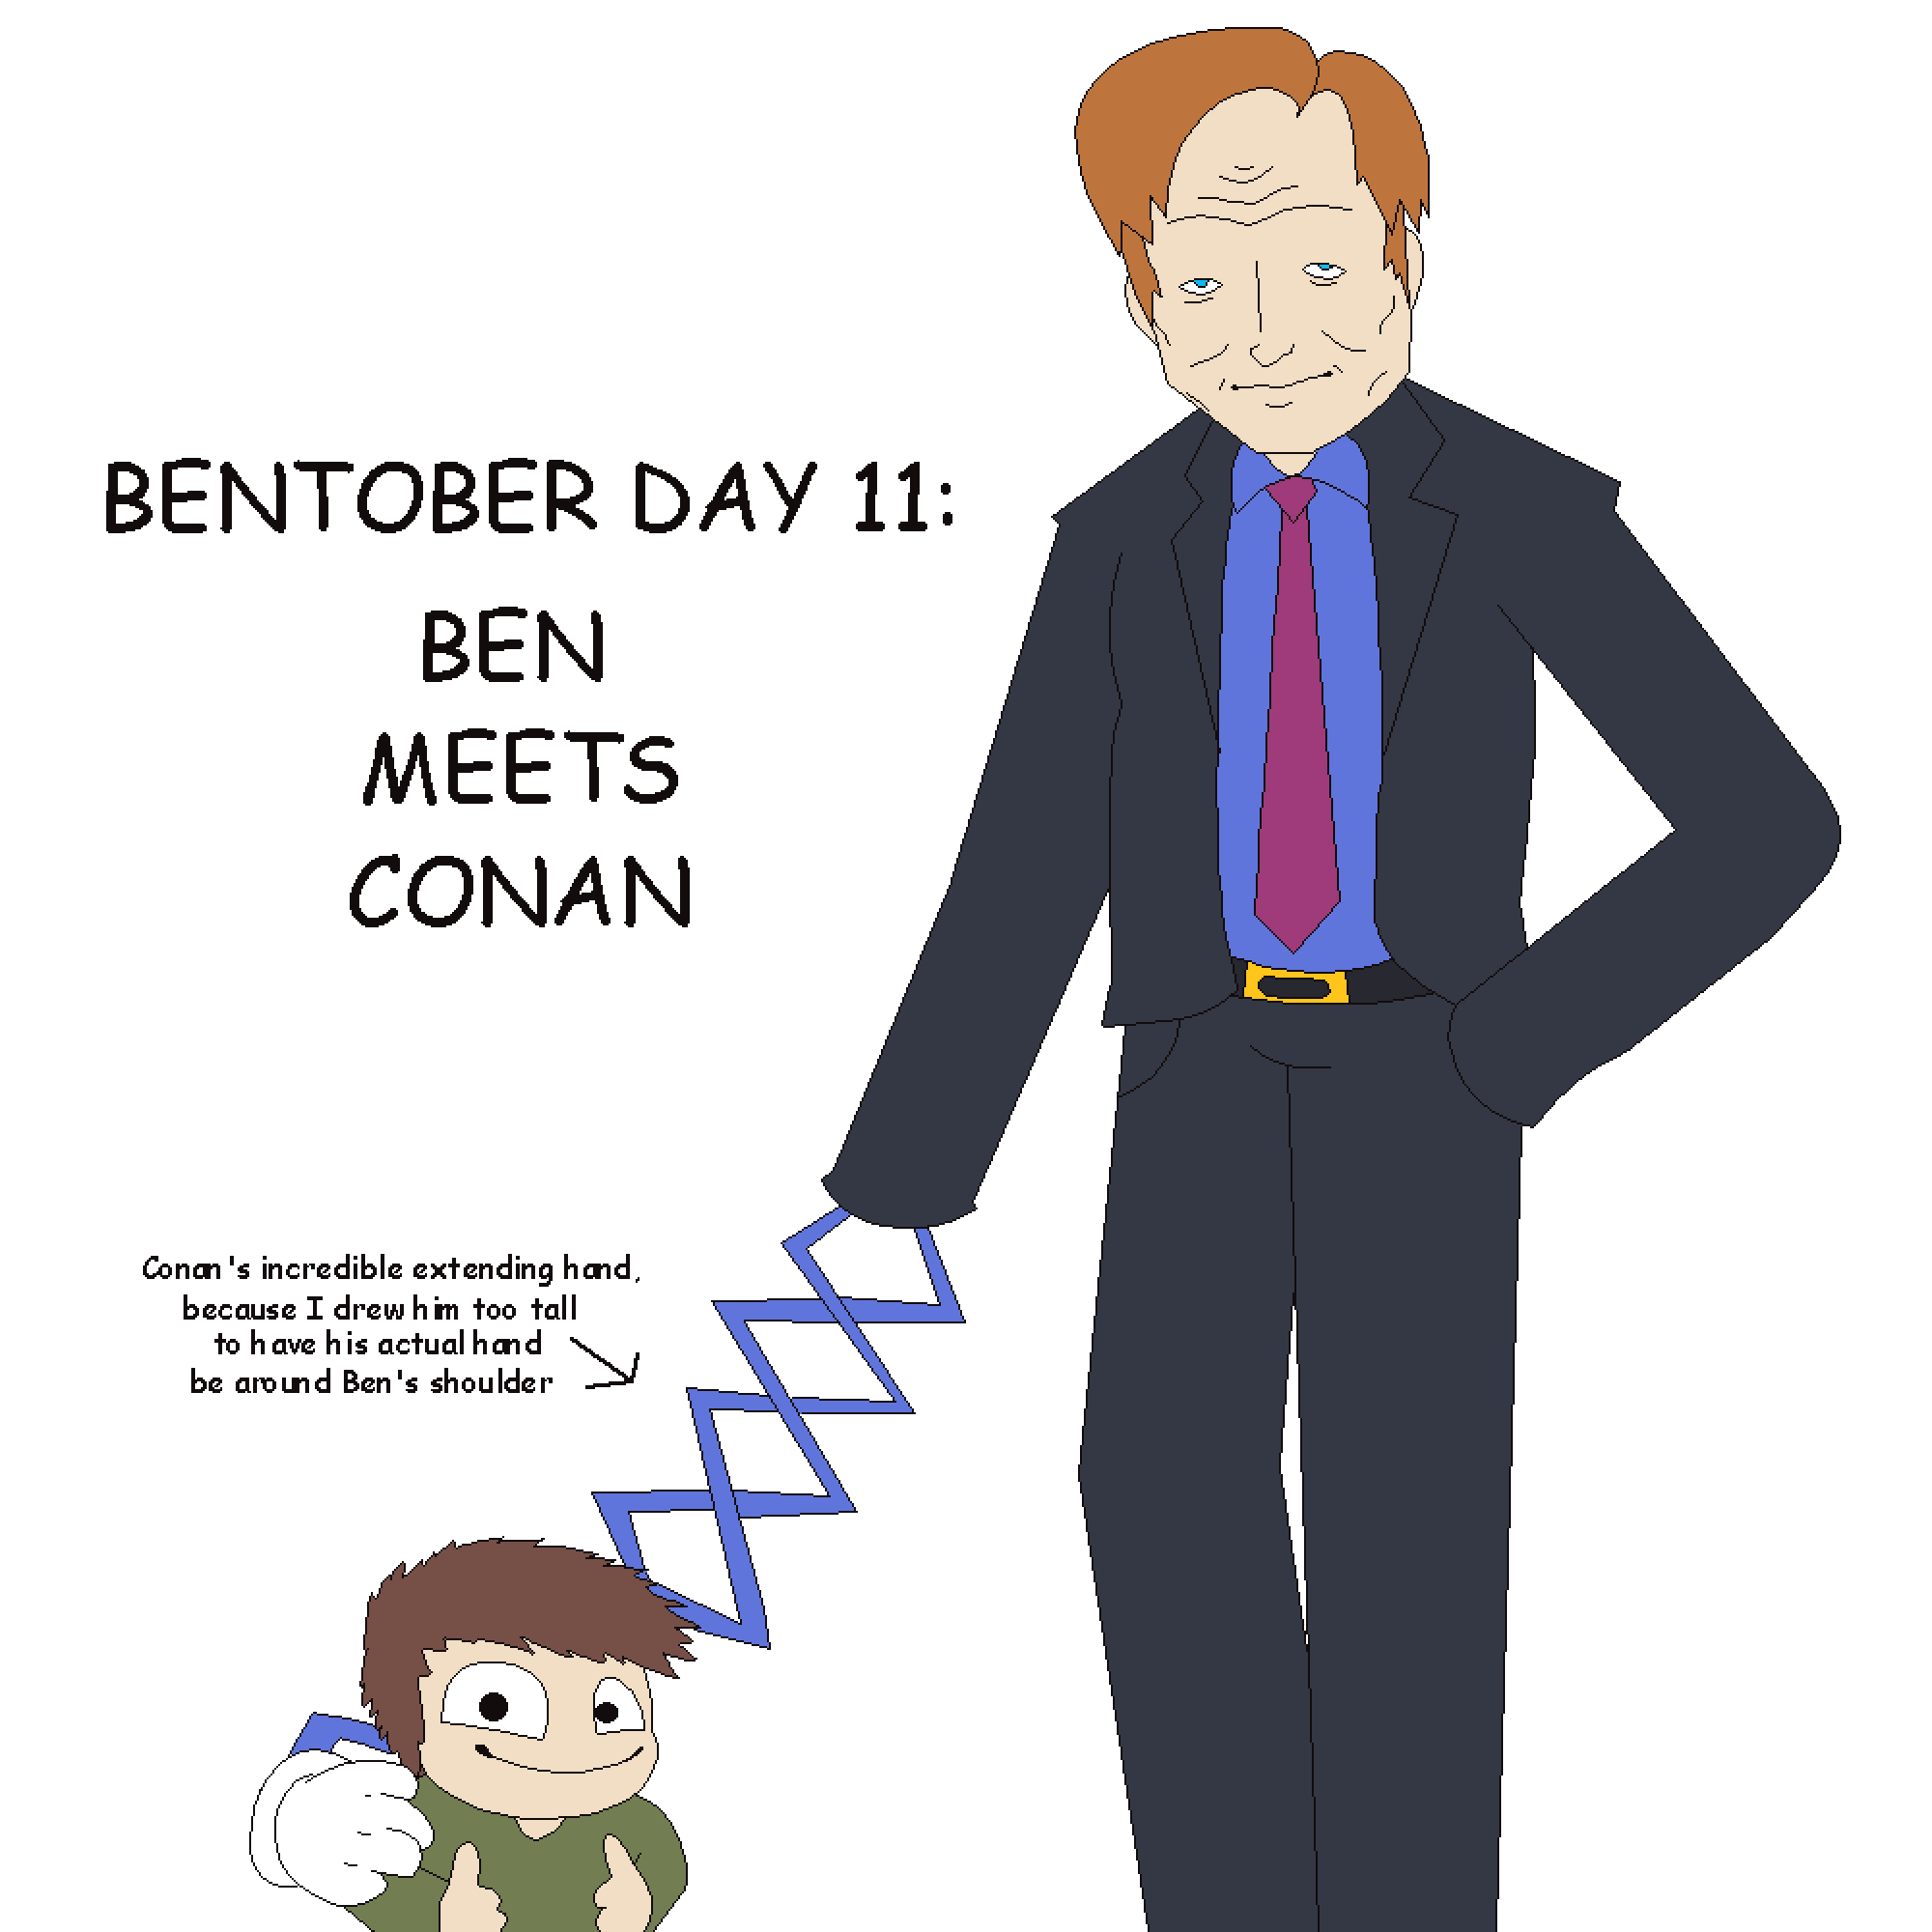 BENTOBER DAY 11:
BEN
MEETS
CONAN
Conan's incredible extending hand,
because I drew him too tall
to have his actual hand
be around Ben's shoulder